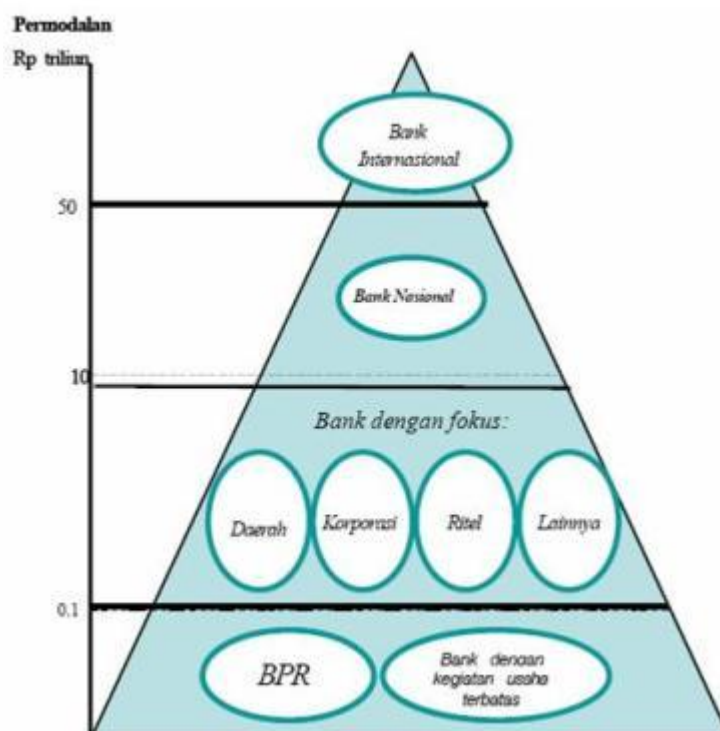 Permodalan
Rp triliun
Bank
Internasional
50
Bank Nasional
10
Bank dengan fokus:
Daerah
Korporasi
Ritel
Lainnya
0.1
BPR
Bank dengan
kegiatan usaha
terbatas